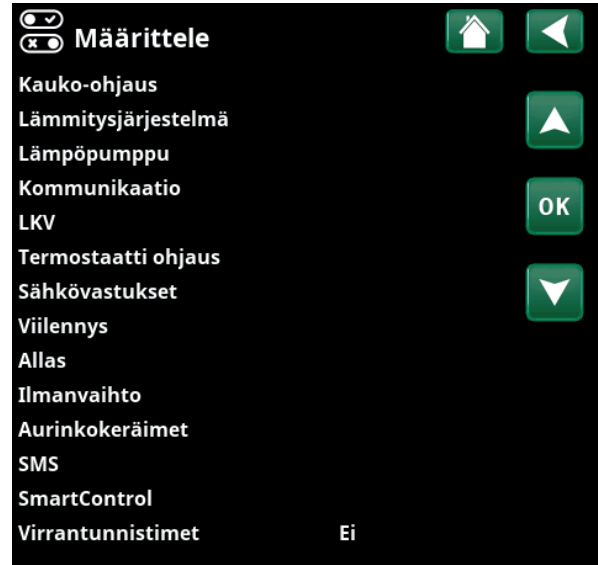 Määrittele
Kauko-ohjaus
Lämmitysjärjestelmä
Lämpöpumppu
Kommunikaatio
LKV
OK
Termostaatti ohjaus
Sähkövastukset
Viilennys
Allas
Ilmanvaihto
Aurinkokeräimet
SMS
SmartControl
Virrantunnistimet Ei